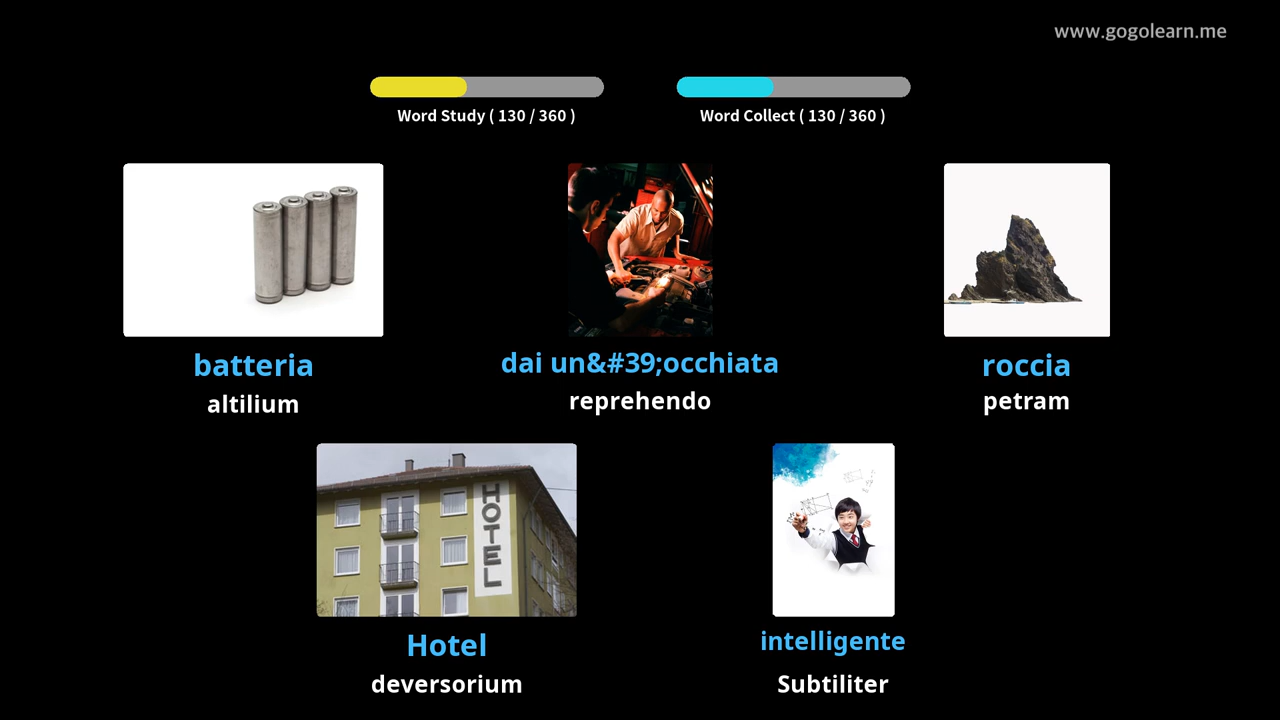 www.gogolearn.me
Word Study ( 130 / 360 )
Word Collect ( 130 / 360 )
batteria
altilium
dai un&#39;occhiata
reprehendo
roccia
petram
HOTEL
Hotel
deversorium
intelligente
Subtiliter